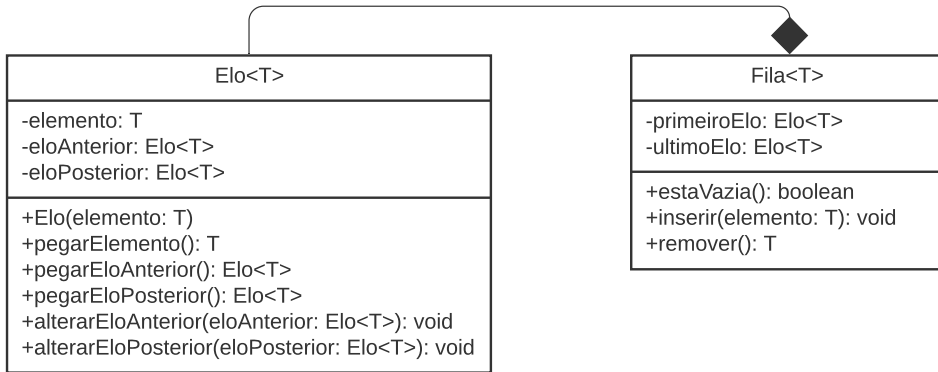 Elo<T>
-elemento: T
-eloAnterior: Elo<T>
-eloPosterior: Elo<T>
+Elo(elemento: T)
+pegarElemento(): T
+pegarEloAnterior(): Elo<T>
+pegarEloPosterior(): Elo<T>
+alterarEloAnterior(eloAnterior: Elo<T>): void
+alterarEloPosterior(eloPosterior: Elo<T>): void
Fila<T>
-primeiroElo: Elo<T>
-ultimoElo: Elo<T>
+estaVazia(): boolean
+inserir(elemento: T): void
+remover(): T